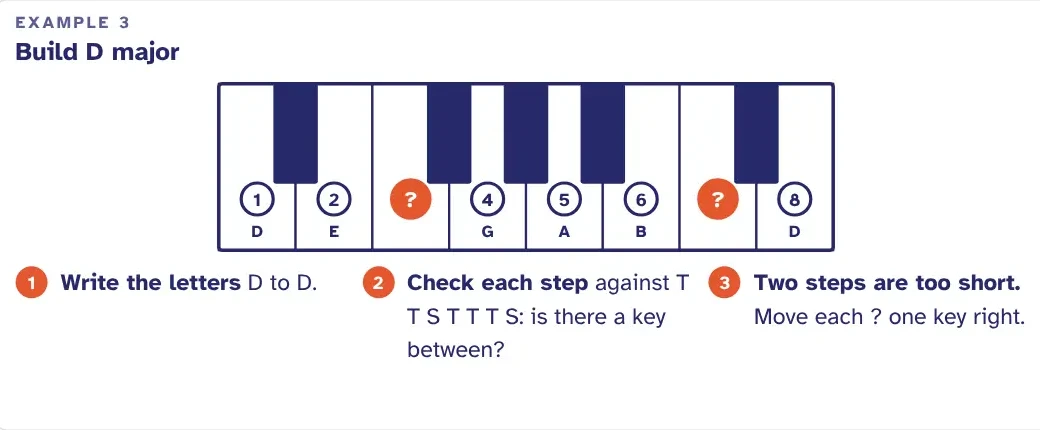 EXAMPLE 3
Build D major
1 2 ? 4 5 6 ? 8
D E G A B D
1 Write the letters D to D.
2 Check each step against T
T S T T T S: is there a key
between?
3 Two steps are too short.
Move each ? one key right.